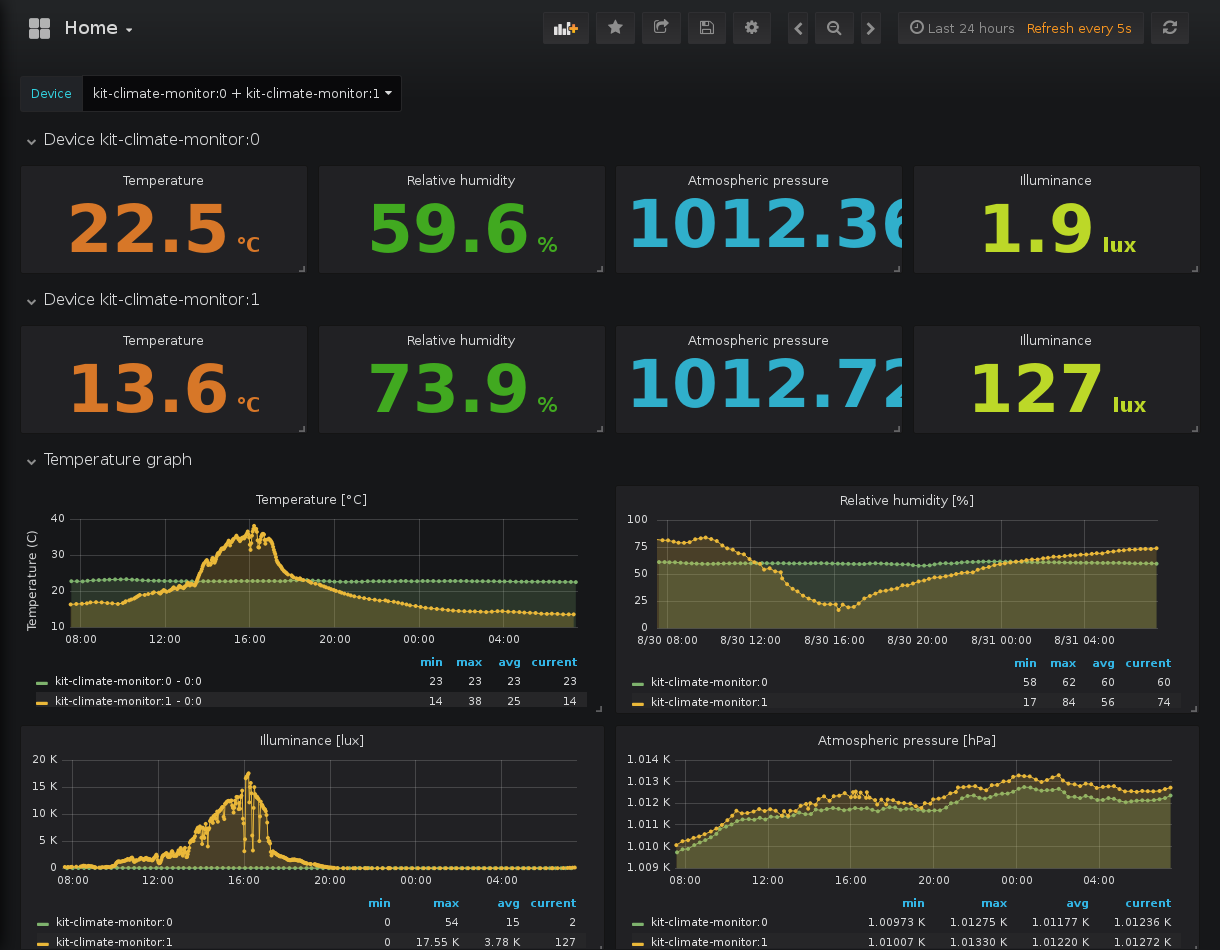 Home
Last 24 hours Refresh every 5s
Device kit-climate-monitor:0 + kit-climate-monitor:1
Device kit-climate-monitor:0
Temperature Relative humidity Atmospheric pressure Illuminance
22.5 °C 59.6 % 1012.36 1.9 lux
Device kit-climate-monitor:1
Temperature Relative humidity Atmospheric pressure Illuminance
13.6 °C 73.9 % 1012.72 127 lux
Temperature graph
Temperature [°C]
Temperature (C)
40
30
20
10
08:00 12:00 16:00 20:00 00:00 04:00
min max avg current
kit-climate-monitor:0 - 0:0 23 23 23 23
kit-climate-monitor:1 - 0:0 14 38 25 14
Relative humidity [%]
100
75
50
25
0
8/30 08:00 8/30 12:00 8/30 16:00 8/30 20:00 8/31 00:00 8/31 04:00
min max avg current
kit-climate-monitor:0 58 62 60 60
kit-climate-monitor:1 17 84 56 74
Illuminance [lux]
20 K
15 K
10 K
5 K
0
08:00 12:00 16:00 20:00 00:00 04:00
min max avg current
kit-climate-monitor:0 0 54 15 2
kit-climate-monitor:1 0 17.55 K 3.78 K 127
Atmospheric pressure [hPa]
1.014 K
1.013 K
1.012 K
1.011 K
1.010 K
1.009 K
08:00 12:00 16:00 20:00 00:00 04:00
min max avg current
kit-climate-monitor:0 1.00973 K 1.01275 K 1.01177 K 1.01236 K
kit-climate-monitor:1 1.01007 K 1.01330 K 1.01220 K 1.01272 K